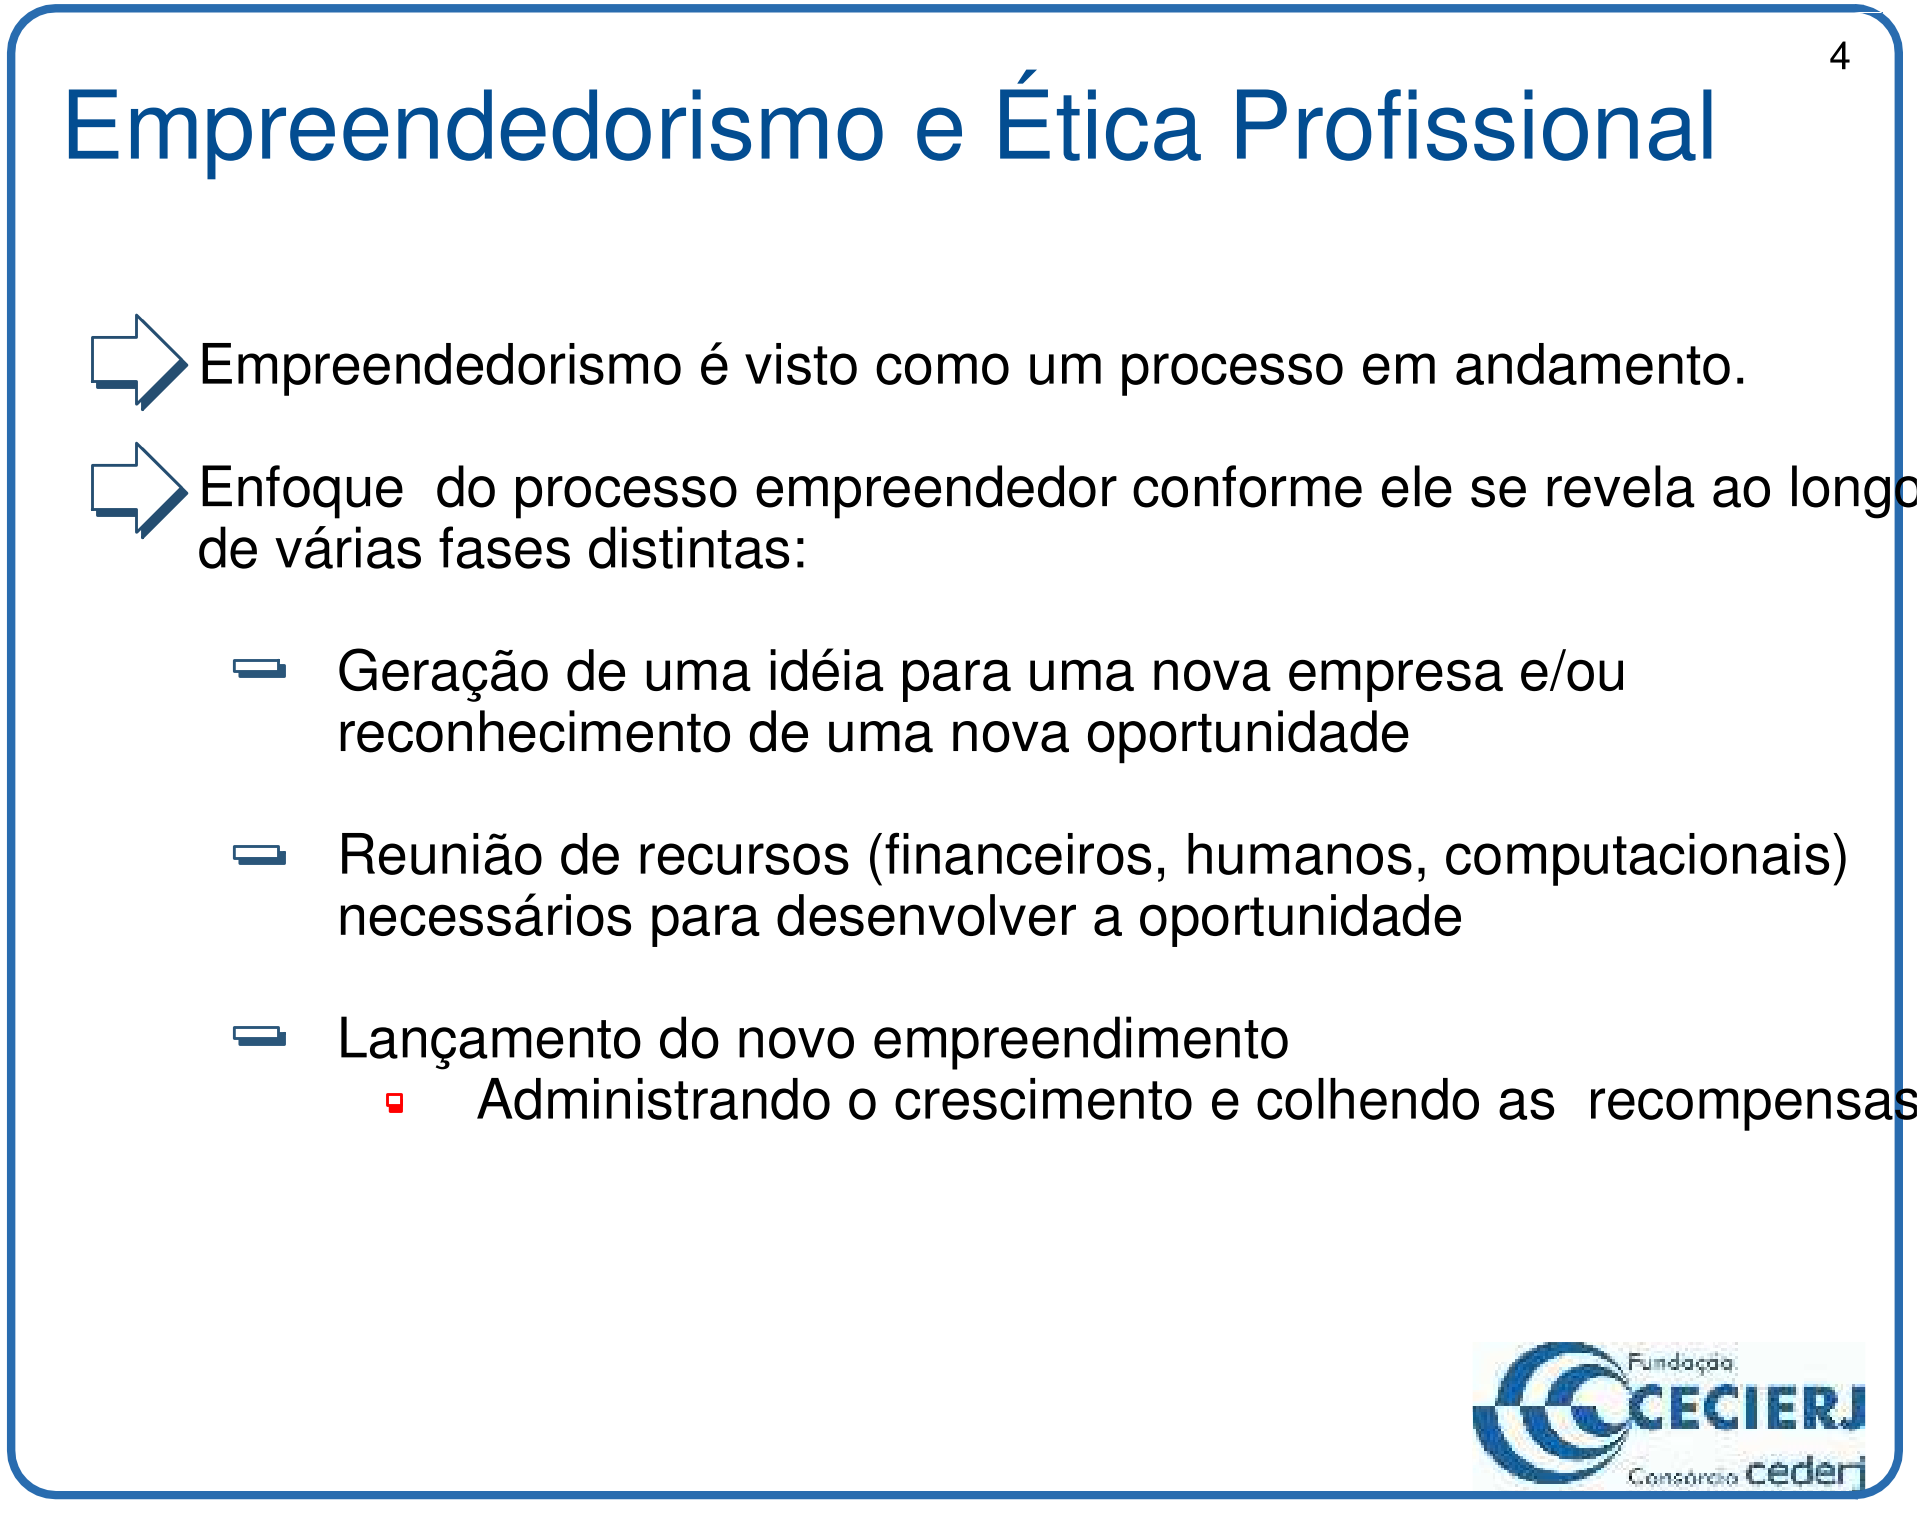 4
Empreendedorismo e Ética Profissional
Empreendedorismo é visto como um processo em andamento.
Enfoque  do processo empreendedor conforme ele se revela ao longo
de várias fases distintas:
Geração de uma idéia para uma nova empresa e/ou
reconhecimento de uma nova oportunidade
Reunião de recursos (financeiros, humanos, computacionais)
necessários para desenvolver a oportunidade
Lançamento do novo empreendimento
Administrando o crescimento e colhendo as  recompensas
Fundação
CECIERJ
Consórcio cederj